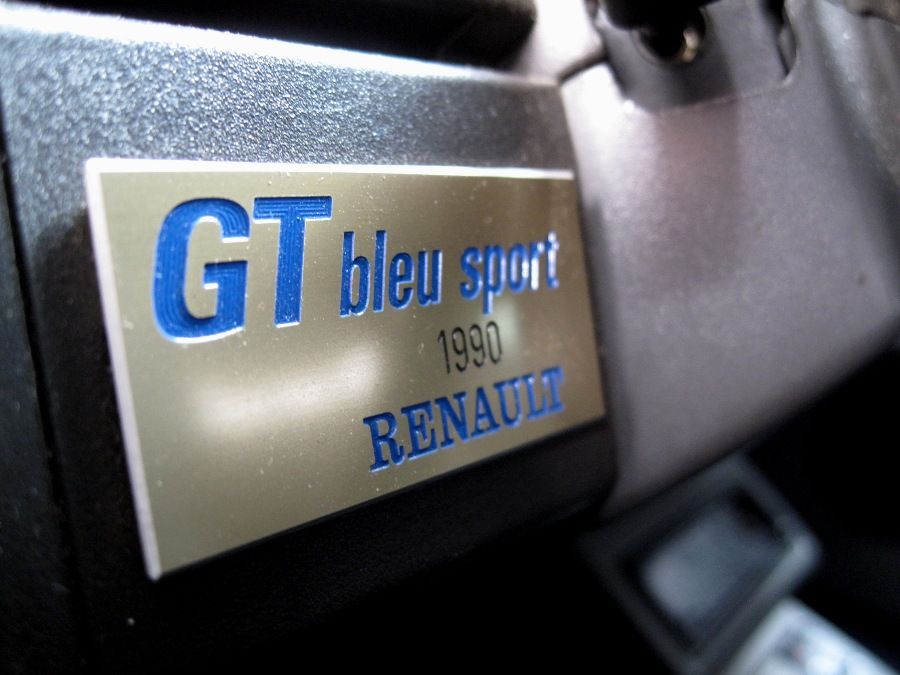 GT bleu sport
1990
RENAULT